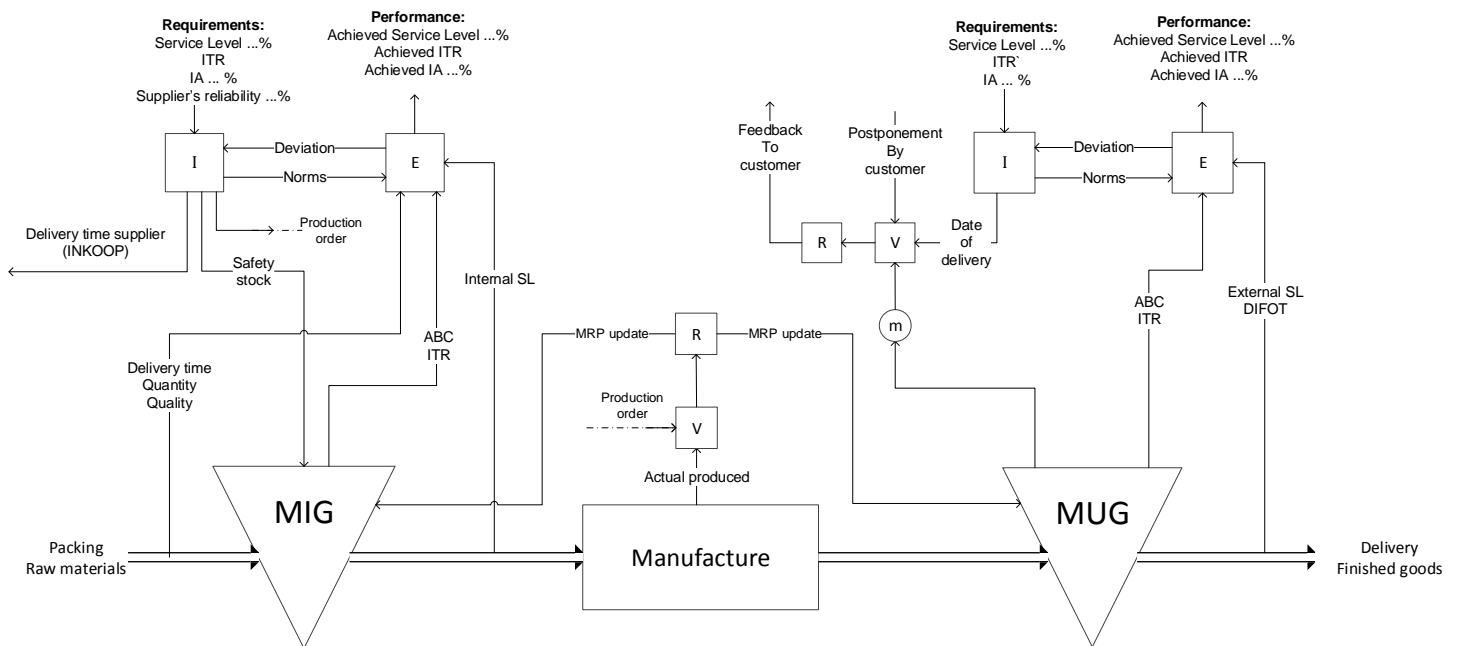 Requirements:
Service Level ...%
ITR
IA ... %
Supplier's reliability ...%
Performance:
Achieved Service Level ...%
Achieved ITR
Achieved IA ...%
Requirements:
Service Level ...%
ITR`
IA ... %
Performance:
Achieved Service Level ...%
Achieved ITR
Achieved IA ...%
I
Deviation
Norms
E
Feedback
To
customer
Postponement
By
customer
I
Deviation
Norms
E
Delivery time supplier
(INKOOP)
Production
order
Safety
stock
Internal SL
R
V
Date
of
delivery
ABC
ITR
External SL
DIFOT
m
ABC
ITR
MRP update
R
MRP update
Delivery time
Quantity
Quality
Production
order
V
Actual produced
MIG
MUG
Packing
Raw materials
Manufacture
Delivery
Finished goods